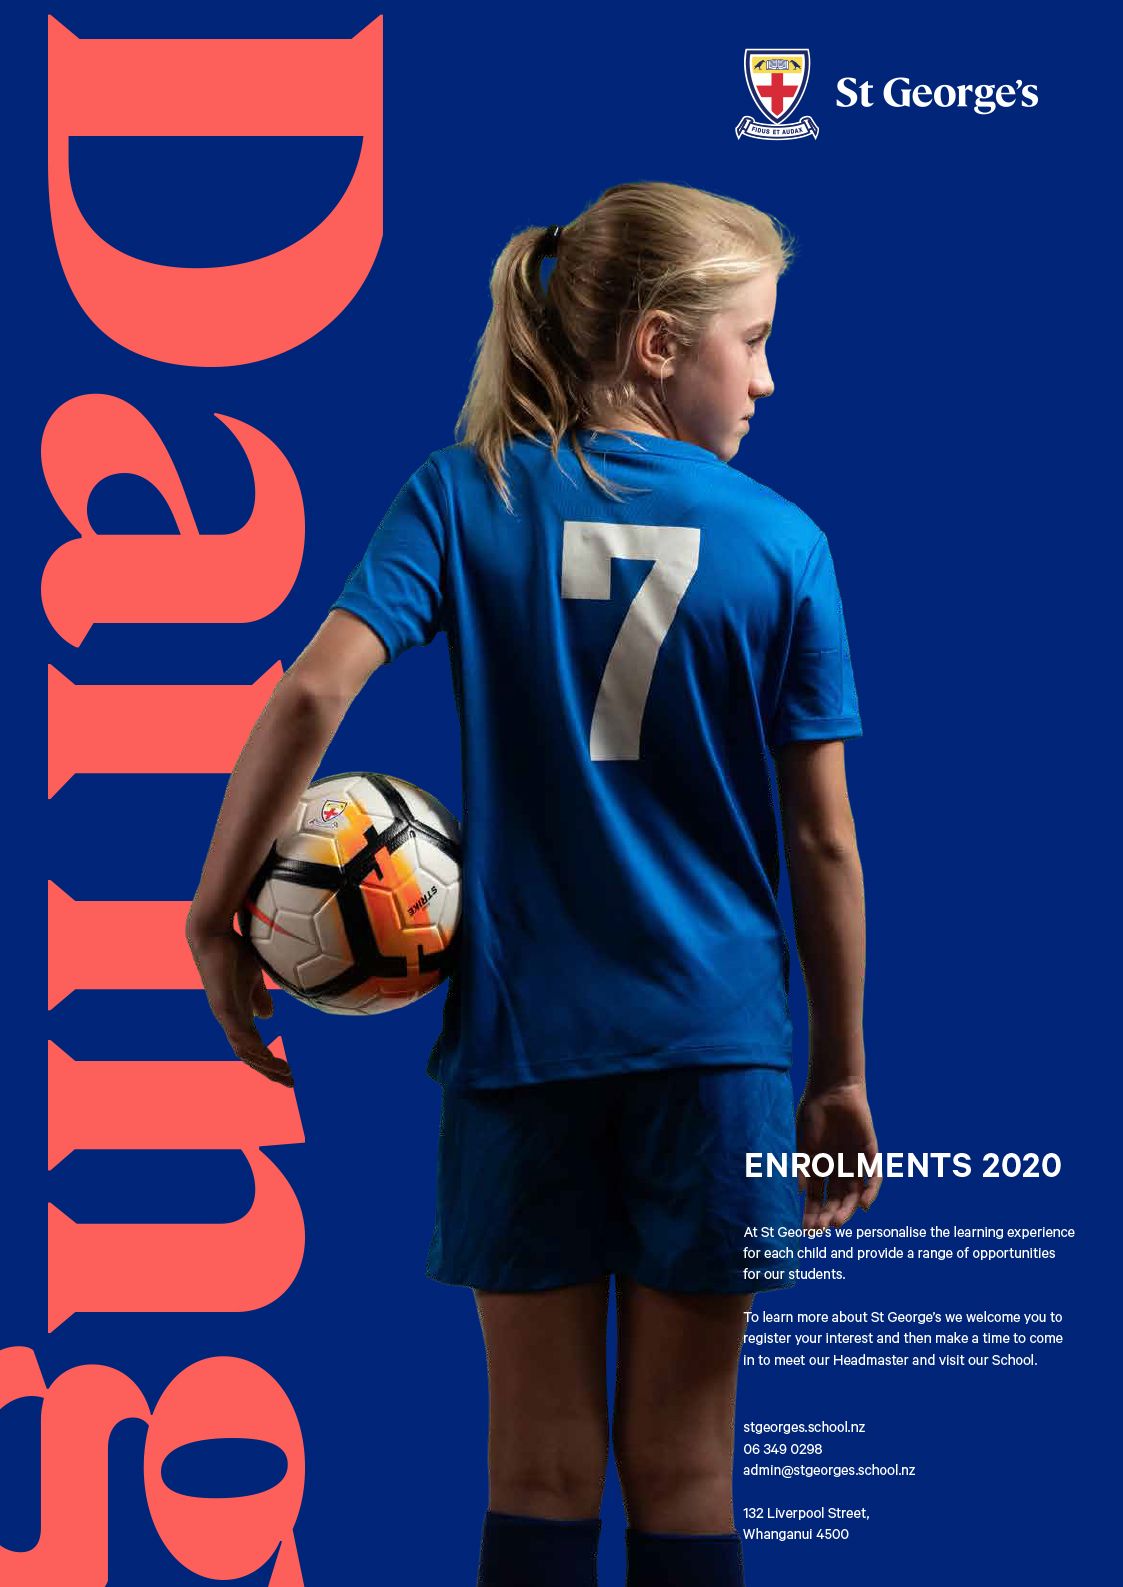 Daring
FIDUS ET AUDAX
St George's
7
STRIKE
ENROLMENTS 2020
At St George's we personalise the learning experience
for each child and provide a range of opportunities
for our students.
To learn more about St George's we welcome you to
register your interest and then make a time to come
in to meet our Headmaster and visit our School.
stgeorges.school.nz
06 349 0298
admin@stgeorges.school.nz
132 Liverpool Street,
Whanganui 4500